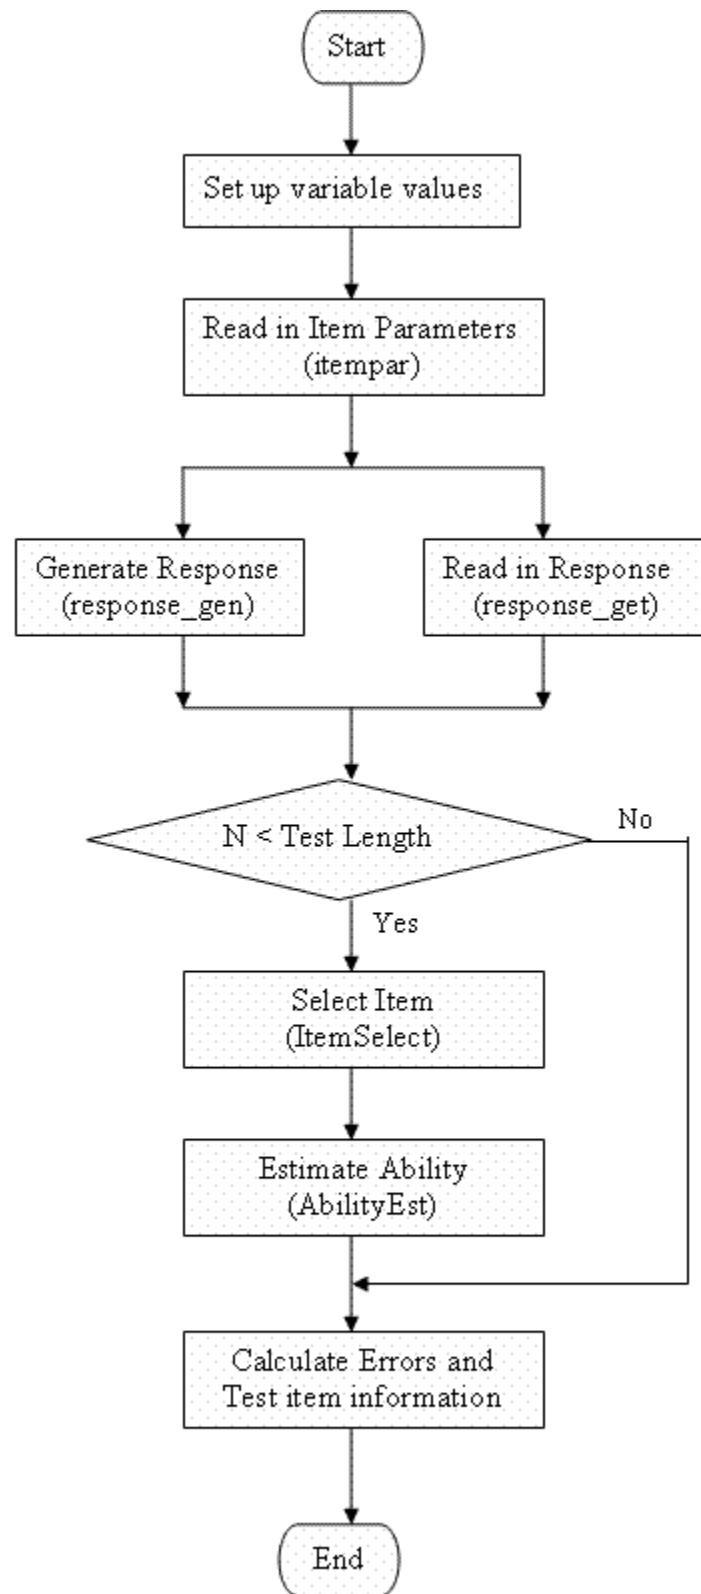 Start
Set up variable values
Read in Item Parameters
(itempar)
Generate Response
(response_gen)
Read in Response
(response_get)
N < Test Length
No
Yes
Select Item
(ItemSelect)
Estimate Ability
(AbilityEst)
Calculate Errors and
Test item information
End